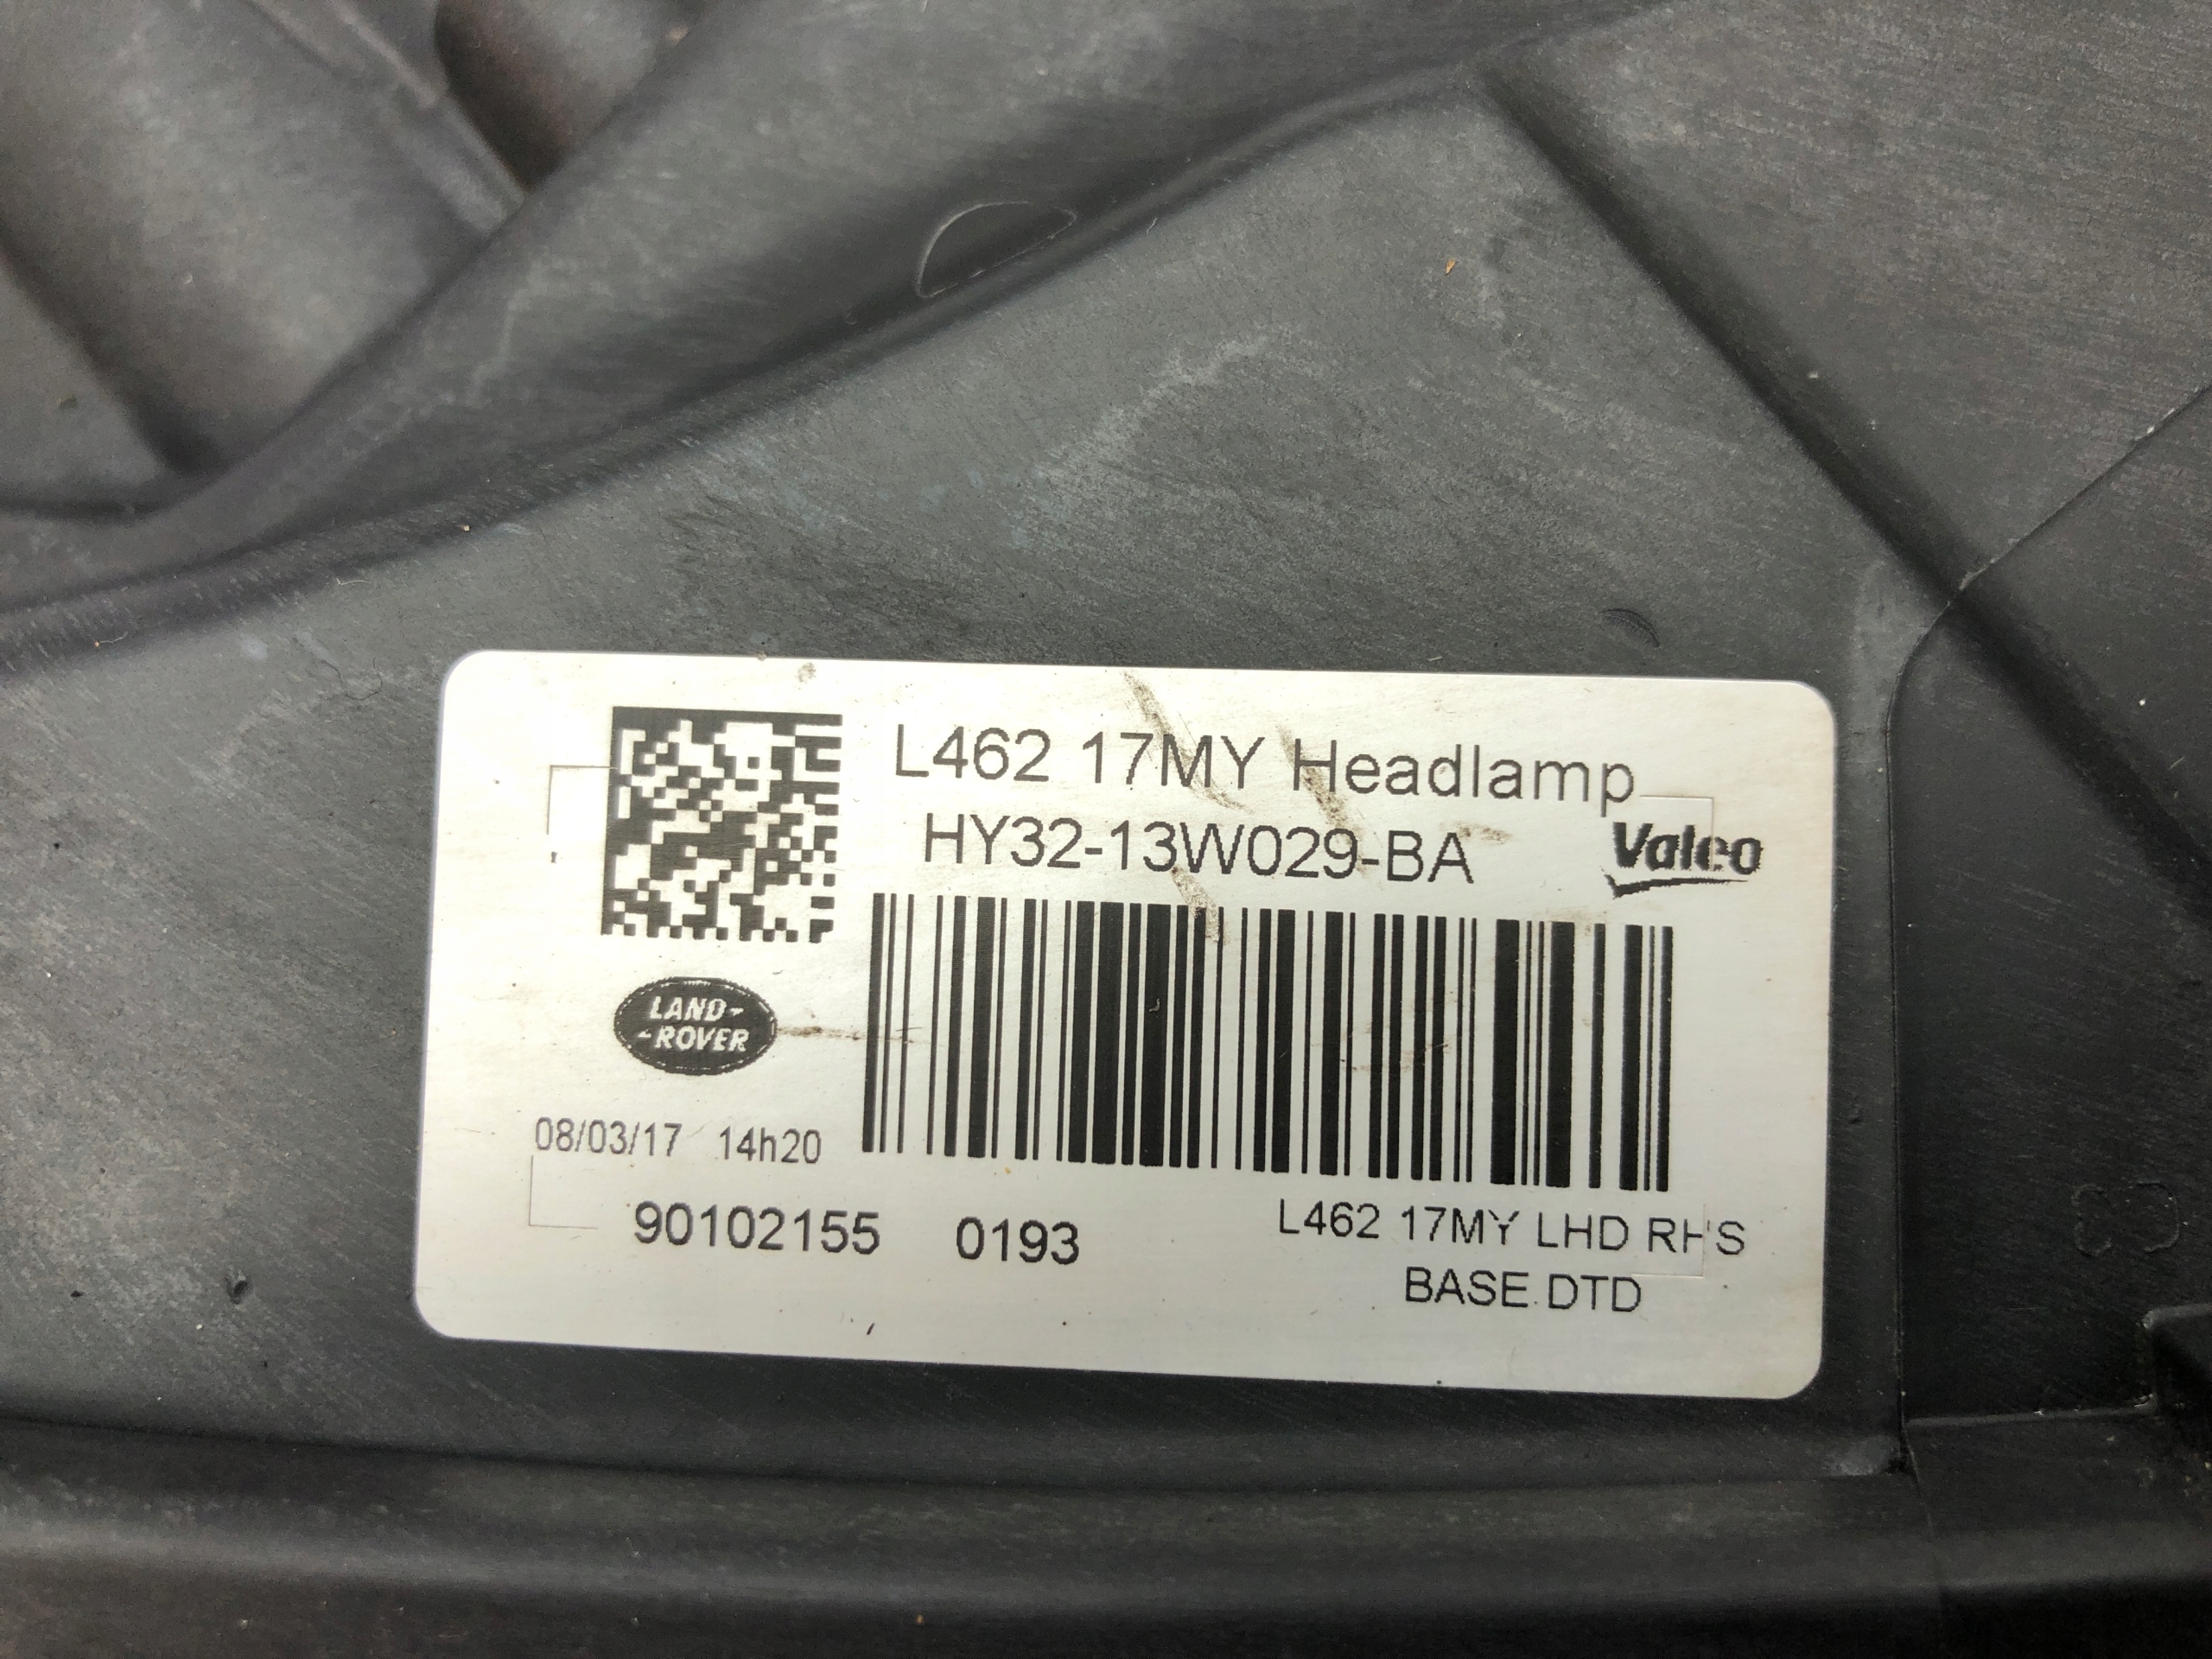 L462 17MY Headlamp
HY32-13W029-BA
Valeo
LAND-
-ROVER
08/03/17 14h20
90102155 0193
L462 17MY LHD RHS
BASE DTD